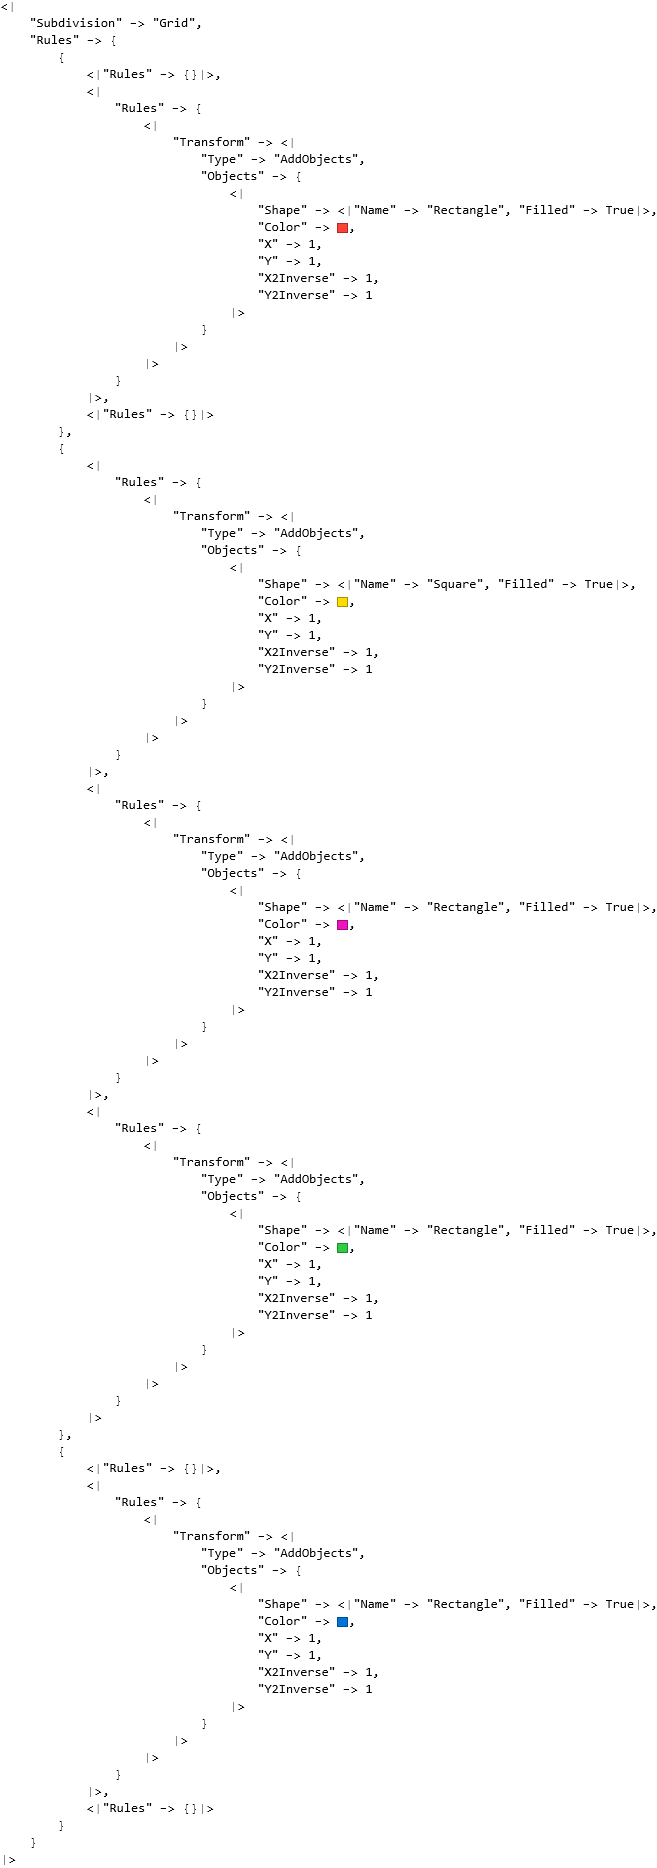 <|
"Subdivision" -> "Grid",
"Rules" -> {
{
<|"Rules" -> {}|>,
<|
"Rules" -> {
<|
"Transform" -> <|
"Type" -> "AddObjects",
"Objects" -> {
<|
"Shape" -> <|"Name" -> "Rectangle", "Filled" -> True|>,
"Color" -> ,
"X" -> 1,
"Y" -> 1,
"X2Inverse" -> 1,
"Y2Inverse" -> 1
|>
}
|>
|>
}
|>,
<|"Rules" -> {}|>
},
{
<|
"Rules" -> {
<|
"Transform" -> <|
"Type" -> "AddObjects",
"Objects" -> {
<|
"Shape" -> <|"Name" -> "Square", "Filled" -> True|>,
"Color" -> ,
"X" -> 1,
"Y" -> 1,
"X2Inverse" -> 1,
"Y2Inverse" -> 1
|>
}
|>
|>
}
|>,
<|
"Rules" -> {
<|
"Transform" -> <|
"Type" -> "AddObjects",
"Objects" -> {
<|
"Shape" -> <|"Name" -> "Rectangle", "Filled" -> True|>,
"Color" -> ,
"X" -> 1,
"Y" -> 1,
"X2Inverse" -> 1,
"Y2Inverse" -> 1
|>
}
|>
|>
}
|>,
<|
"Rules" -> {
<|
"Transform" -> <|
"Type" -> "AddObjects",
"Objects" -> {
<|
"Shape" -> <|"Name" -> "Rectangle", "Filled" -> True|>,
"Color" -> ,
"X" -> 1,
"Y" -> 1,
"X2Inverse" -> 1,
"Y2Inverse" -> 1
|>
}
|>
|>
}
|>
},
{
<|"Rules" -> {}|>,
<|
"Rules" -> {
<|
"Transform" -> <|
"Type" -> "AddObjects",
"Objects" -> {
<|
"Shape" -> <|"Name" -> "Rectangle", "Filled" -> True|>,
"Color" -> ,
"X" -> 1,
"Y" -> 1,
"X2Inverse" -> 1,
"Y2Inverse" -> 1
|>
}
|>
|>
}
|>,
<|"Rules" -> {}|>
}
}
|>